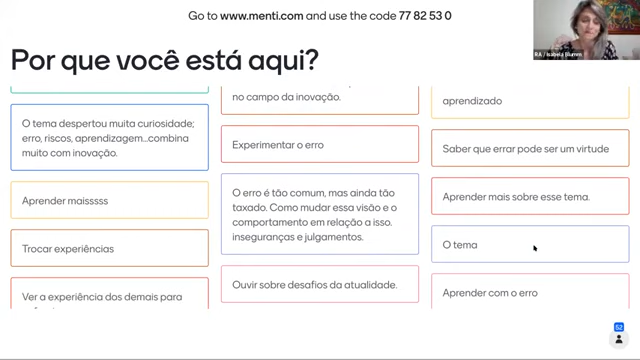 Go to www.menti.com and use the code 77 82 53 0
Por que você está aqui?
O tema despertou muita curiosidade;
erro, riscos, aprendizagem...combina
muito com inovação.
Aprender maisssss
Trocar experiências
Ver a experiência dos demais para
no campo da inovação.
Experimentar o erro
O erro é tão comum, mas ainda tão
taxado. Como mudar essa visão e o
comportamento em relação a isso.
inseguranças e julgamentos.
Ouvir sobre desafios da atualidade.
aprendizado
Saber que errar pode ser um virtude
Aprender mais sobre esse tema.
O tema
Aprender com o erro
RA / Isabela Blumm
52